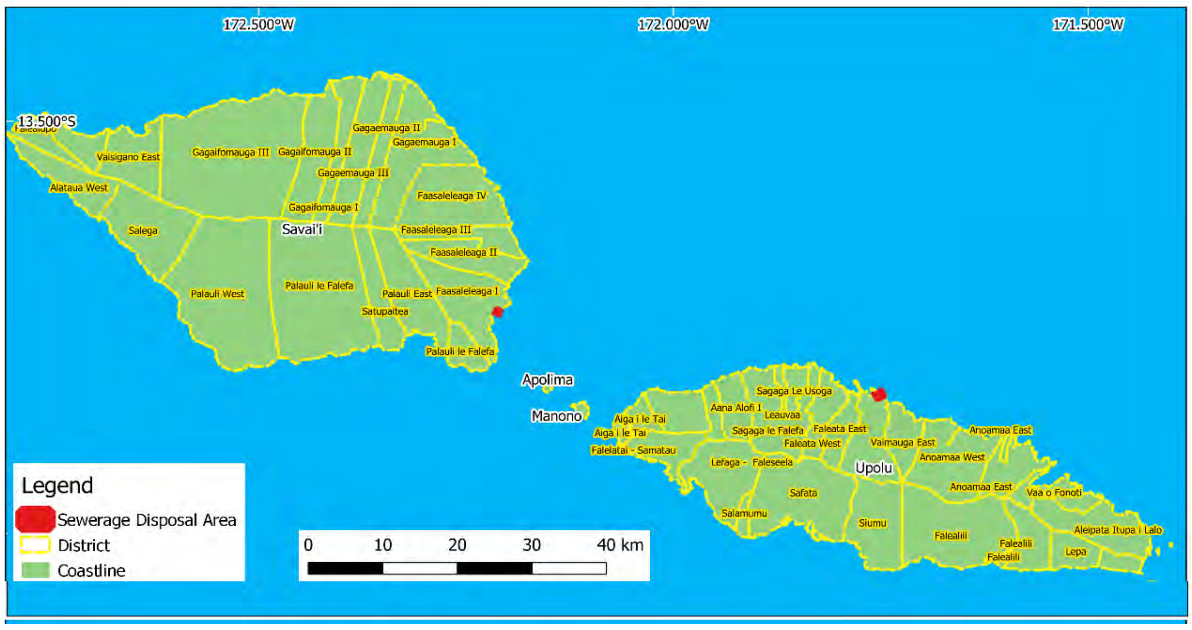 172.500°W
172.000°W
171.500°W
13.500°S
Falealupo
Vaisigano East
Gagaifomauga III
Gagaifomauga II
Gagaemauga II
Gagaemauga I
Gagaemauga III
Alataua West
Faasaleleaga IV
Gagaifomauga I
Salega
Savai'i
Faasaleleaga III
Faasaleleaga II
Palauli West
Palauli le Falefa
Palauli East
Faasaleleaga I
Satupaitea
Palauli le Falefa
Apolima
Manono
Sagaga Le Usoga
Aana Alofi I
Leauvaa
Aiga i le Tai
Aiga i le Tai
Sagaga le Falefa
Faleata East
Faleata West
Vaimauga East
Anoamaa East
Falelatai - Samatau
Anoamaa West
Lefaga - Faleseela
Upolu
Anoamaa East
Safata
Vaa o Fonoti
Salamumu
Siumu
Aleipata Itupa i Lalo
Falealili
Falealili
Falealili
Lepa
Legend
Sewerage Disposal Area
District
Coastline
0 10 20 30 40 km